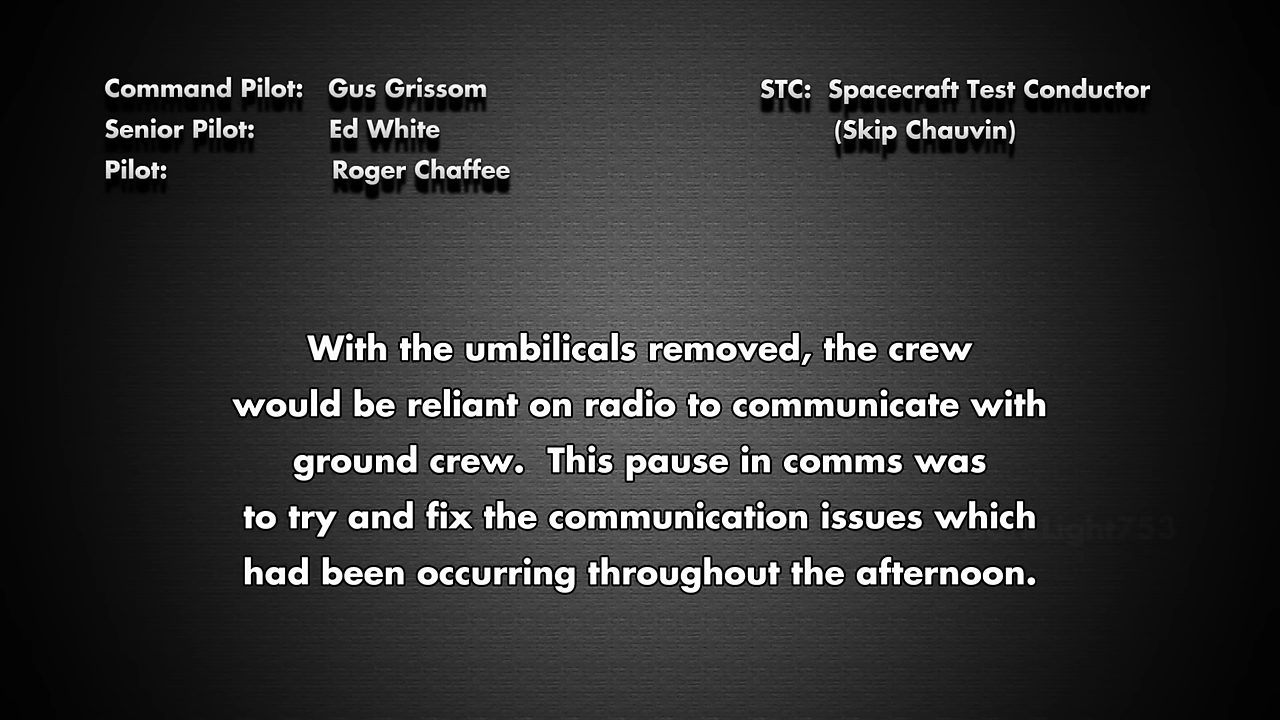 Command Pilot: Gus Grissom
Senior Pilot: Ed White
Pilot: Roger Chaffee
STC: Spacecraft Test Conductor
(Skip Chauvin)
With the umbilicals removed, the crew
would be reliant on radio to communicate with
ground crew. This pause in comms was
to try and fix the communication issues which
had been occurring throughout the afternoon.